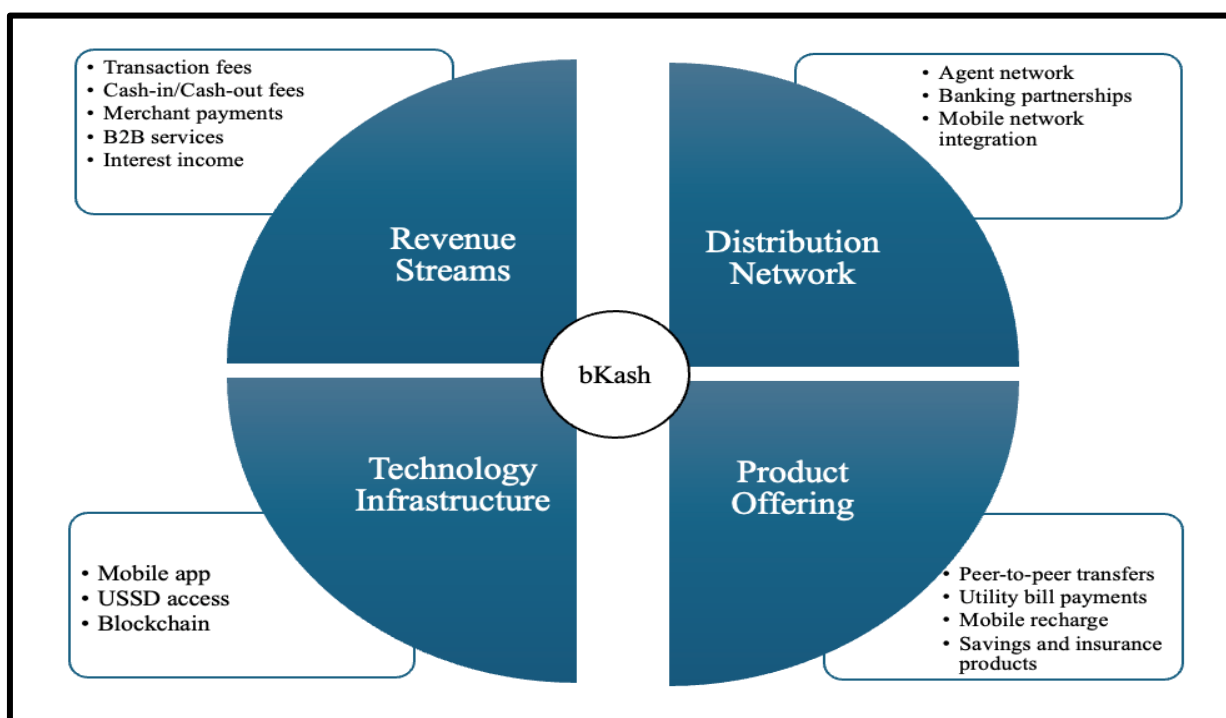 • Transaction fees
• Cash-in/Cash-out fees
• Merchant payments
• B2B services
• Interest income
• Agent network
• Banking partnerships
• Mobile network
integration
Revenue
Streams
Distribution
Network
bKash
Technology
Infrastructure
Product
Offering
• Mobile app
• USSD access
• Blockchain
• Peer-to-peer transfers
• Utility bill payments
• Mobile recharge
• Savings and insurance
products